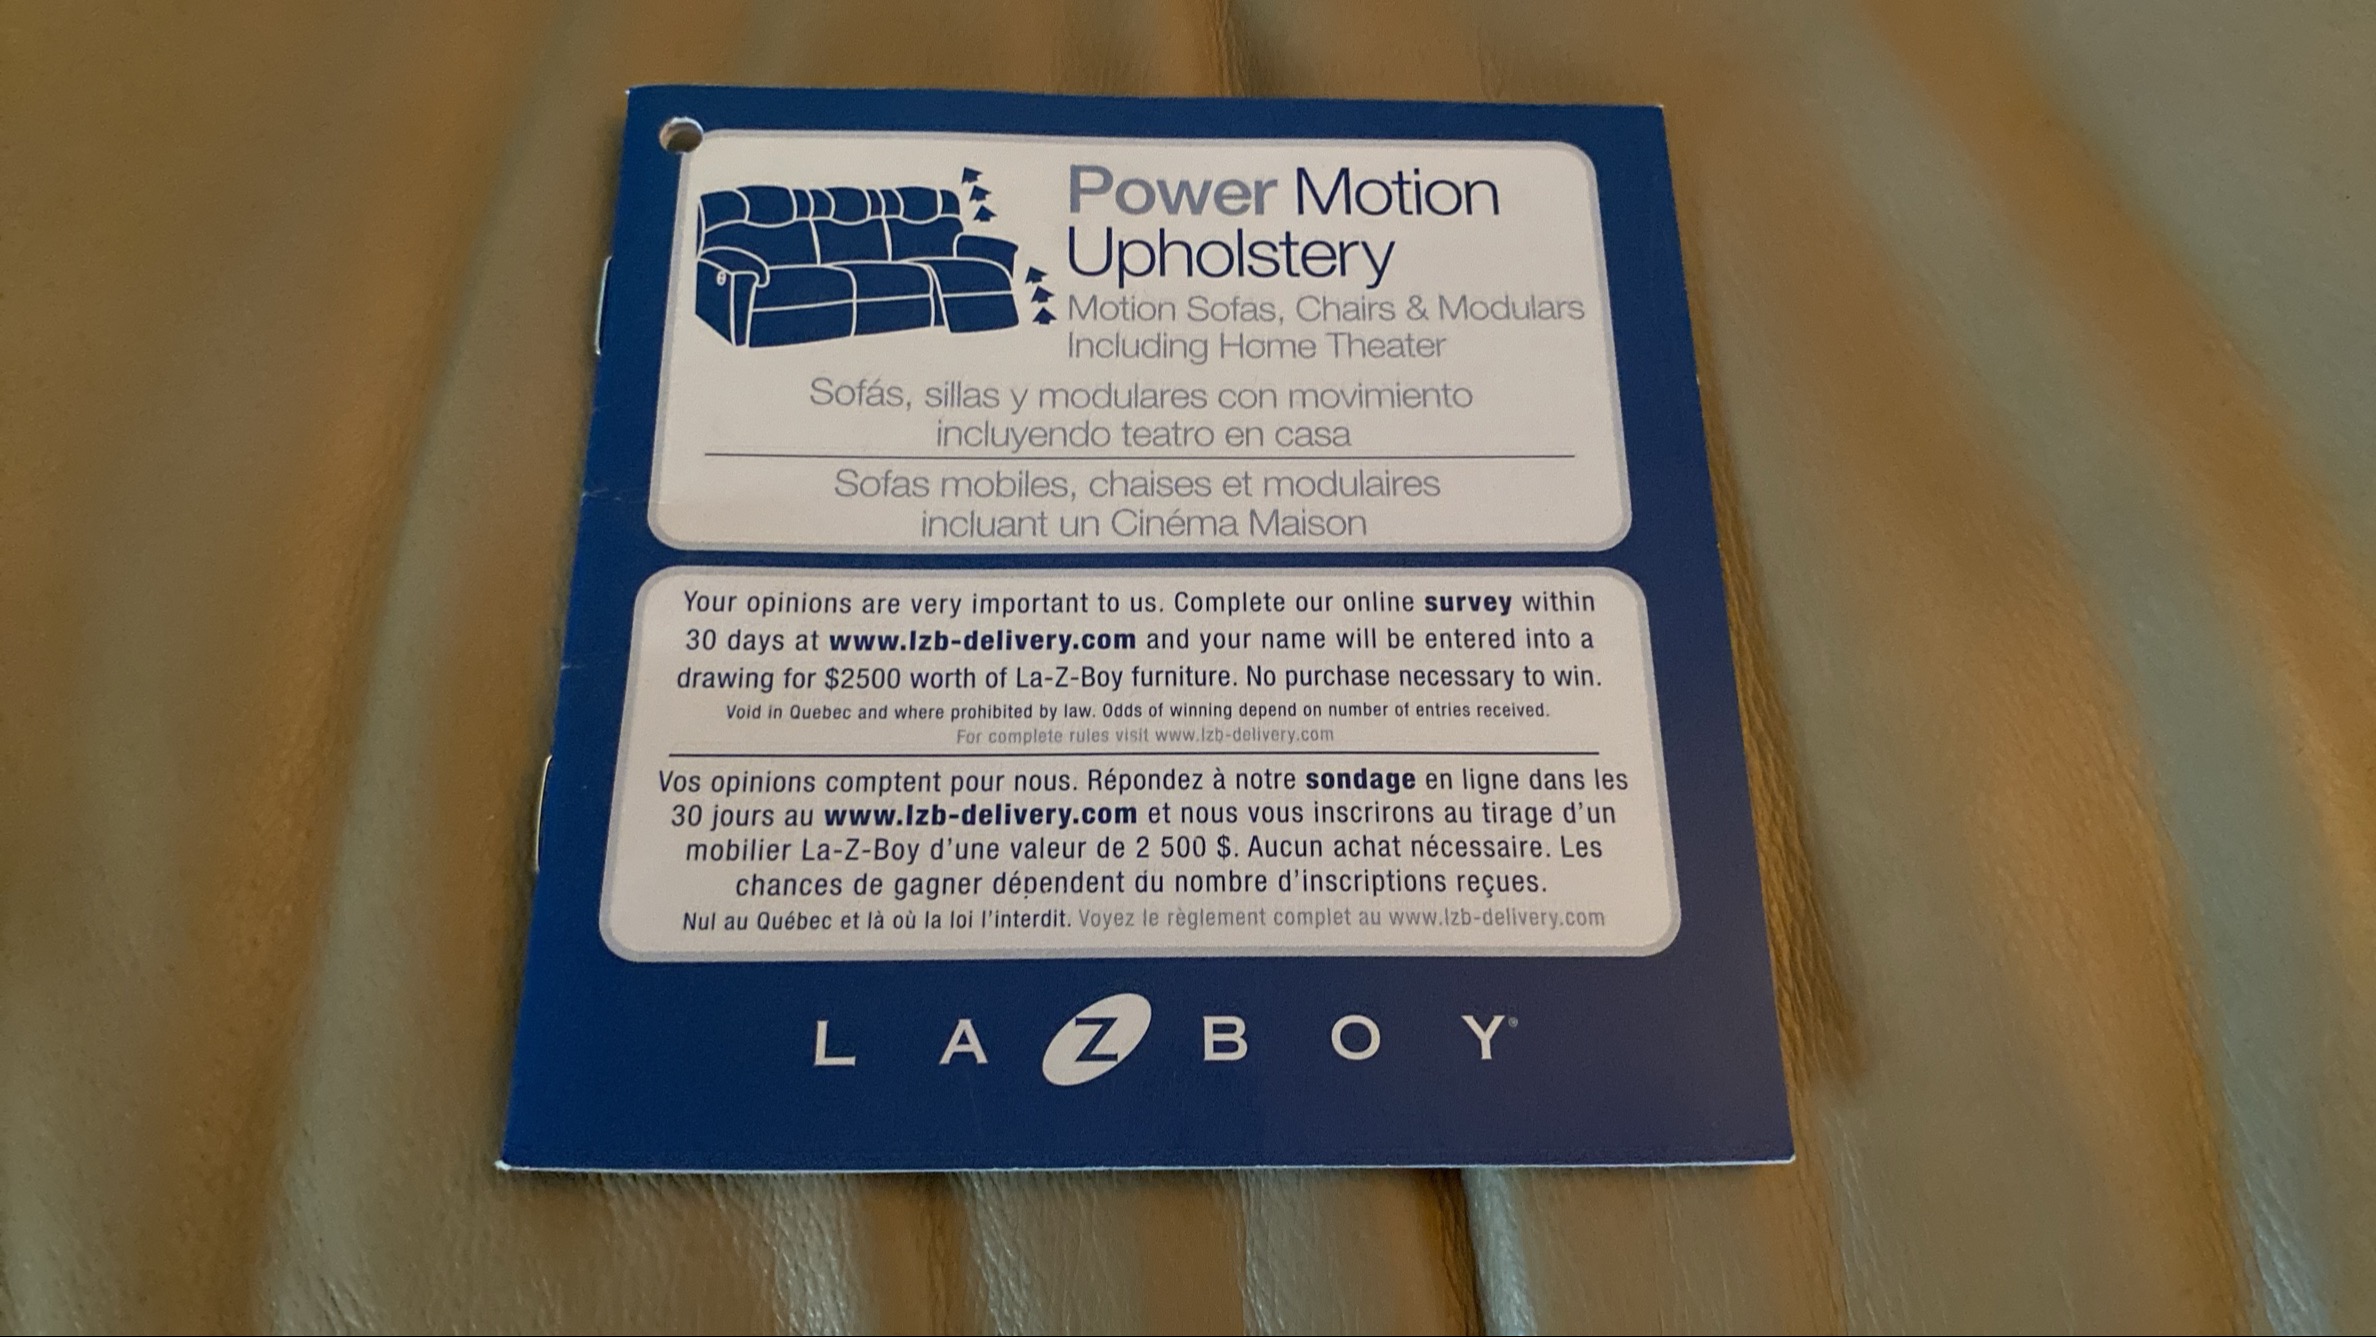 Power Motion
Upholstery
Motion Sofas, Chairs & Modulars
Including Home Theater
Sofás, sillas y modulares con movimiento
incluyendo teatro en casa
Sofas mobiles, chaises et modulaires
incluant un Cinéma Maison
Your opinions are very important to us. Complete our online survey within
30 days at www.lzb-delivery.com and your name will be entered into a
drawing for $2500 worth of La-Z-Boy furniture. No purchase necessary to win.
Void in Quebec and where prohibited by law. Odds of winning depend on number of entries received.
For complete rules visit www.lzb-delivery.com
Vos opinions comptent pour nous. Répondez à notre sondage en ligne dans les
30 jours au www.lzb-delivery.com et nous vous inscrirons au tirage d'un
mobilier La-Z-Boy d'une valeur de 2 500 $. Aucun achat nécessaire. Les
chances de gagner dépendent du nombre d'inscriptions reçues.
Nul au Québec et là où la loi l'interdit. Voyez le règlement complet au www.lzb-delivery.com
LAZBOY®